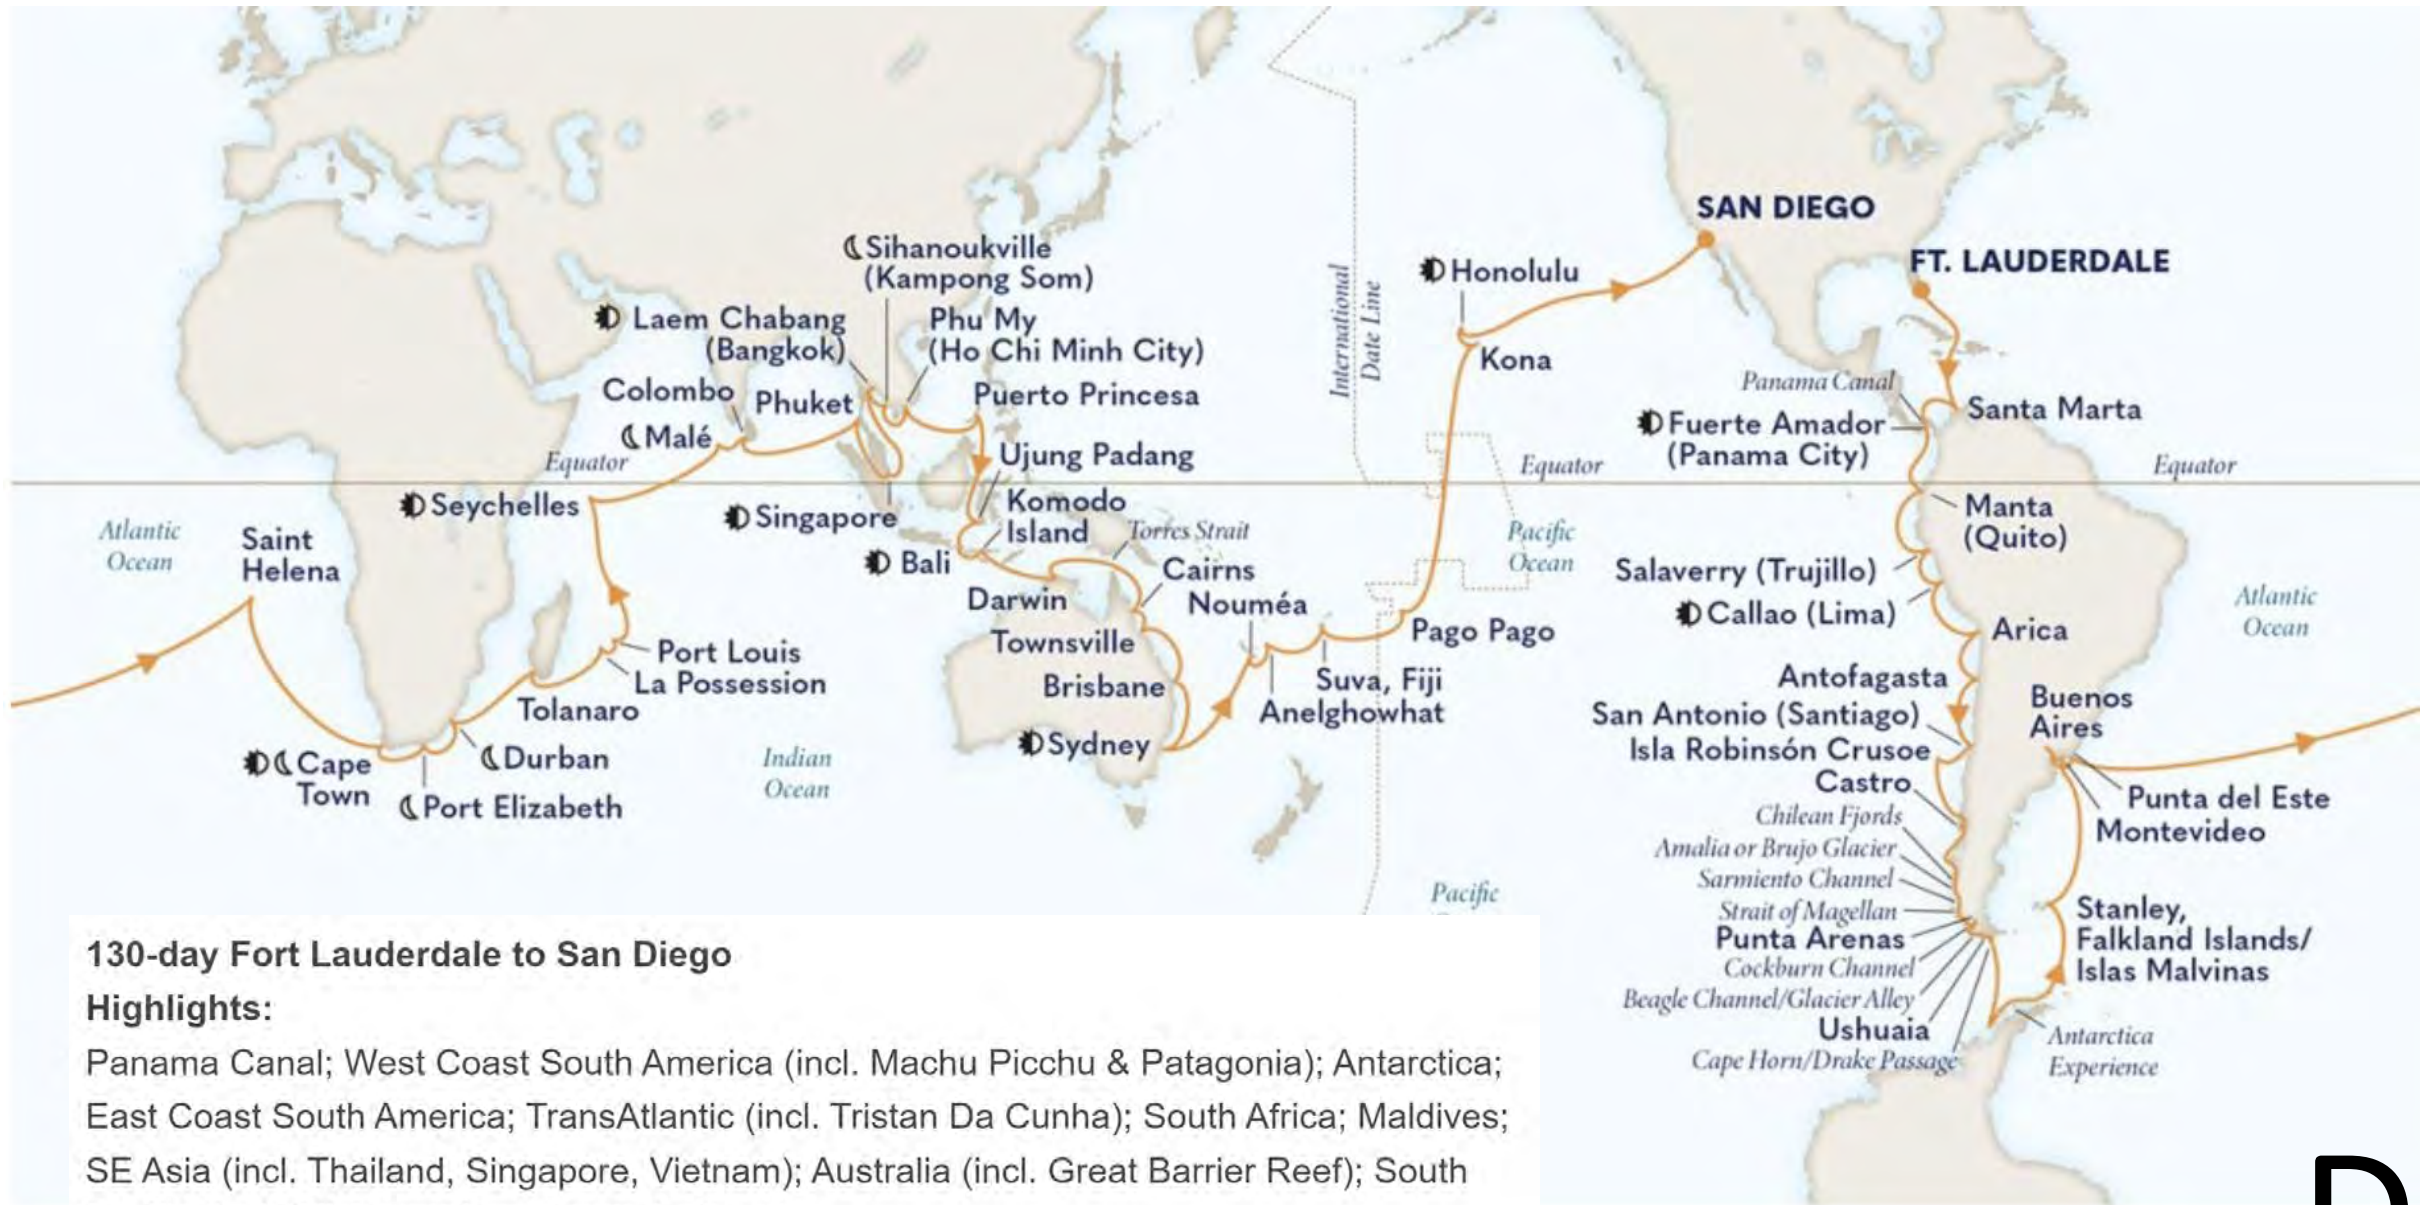 SAN DIEGO
FT. LAUDERDALE
Sihanoukville
(Kampong Som)
Honolulu
International
Date Line
Laem Chabang
(Bangkok)
Phu My
(Ho Chi Minh City)
Kona
Colombo
Phuket
Puerto Princesa
Panama Canal
Santa Marta
Malé
Fuerte Amador
(Panama City)
Equator
Ujung Padang
Equator
Equator
Seychelles
Singapore
Komodo
Island
Torres Strait
Manta
(Quito)
Atlantic
Ocean
Saint
Helena
Pacific
Ocean
Bali
Cairns
Salaverry (Trujillo)
Darwin
Nouméa
Callao (Lima)
Atlantic
Ocean
Townsville
Pago Pago
Arica
Port Louis
La Possession
Brisbane
Suva, Fiji
Antofagasta
Tolanaro
Anelghowhat
San Antonio (Santiago)
Buenos
Aires
Sydney
Isla Robinsón Crusoe
Cape
Town
Durban
Indian
Ocean
Castro
Port Elizabeth
Punta del Este
Chilean Fjords
Montevideo
Amalia or Brujo Glacier
Sarmiento Channel
Pacific
Strait of Magellan
Stanley,
Falkland Islands/
Islas Malvinas
Punta Arenas
Cockburn Channel
Beagle Channel/Glacier Alley
Ushuaia
Antarctica
Experience
Cape Horn/Drake Passage
130-day Fort Lauderdale to San Diego
Highlights:
Panama Canal; West Coast South America (incl. Machu Picchu & Patagonia); Antarctica;
East Coast South America; TransAtlantic (incl. Tristan Da Cunha); South Africa; Maldives;
SE Asia (incl. Thailand, Singapore, Vietnam); Australia (incl. Great Barrier Reef); South